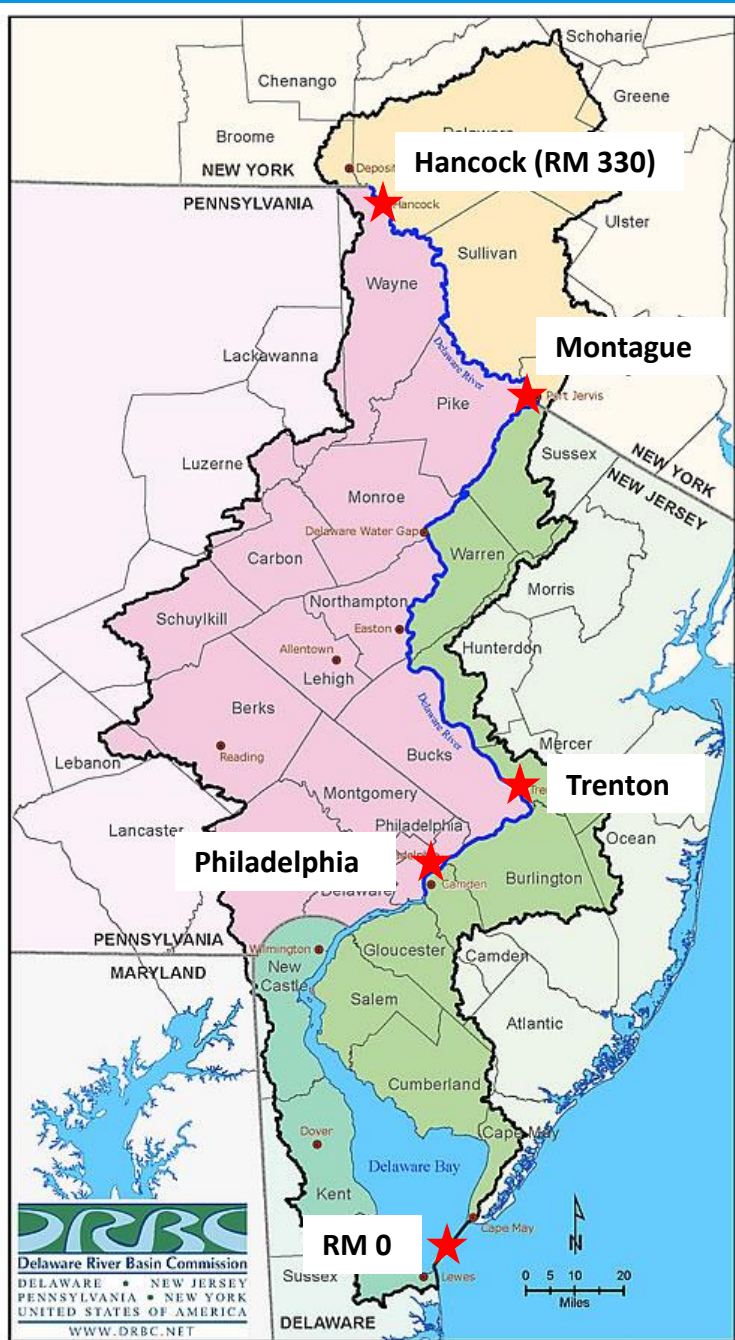 Schoharie
Chenango
Greene
Broome
Hancock (RM 330)
NEW YORK
Deposit
PENNSYLVANIA
Hancock
Ulster
Sullivan
Wayne
Montague
Lackawanna
Delaware River
Pike
Port Jervis
Luzerne
Sussex
NEW YORK
NEW JERSEY
Monroe
Delaware Water Gap
Warren
Carbon
Morris
Northampton
Schuylkill
Easton
Hunterdon
Allentown
Lehigh
Berks
Delaware River
Mercer
Bucks
Reading
Lebanon
Trenton
Montgomery
Lancaster
Philadelphia
Ocean
Philadelphia
Delaware
Camden
Burlington
PENNSYLVANIA
Wilmington
Gloucester
MARYLAND
New
Castle
Camden
Salem
Atlantic
Cumberland
Dover
Cape May
Delaware Bay
Kent
Cape May
RM 0
N
DRBC
Delaware River Basin Commission
DELAWARE • NEW JERSEY
PENNSYLVANIA • NEW YORK
UNITED STATES OF AMERICA
WWW.DRBC.NET
Sussex
Lewes
10 5 0 10 20
Miles
DELAWARE